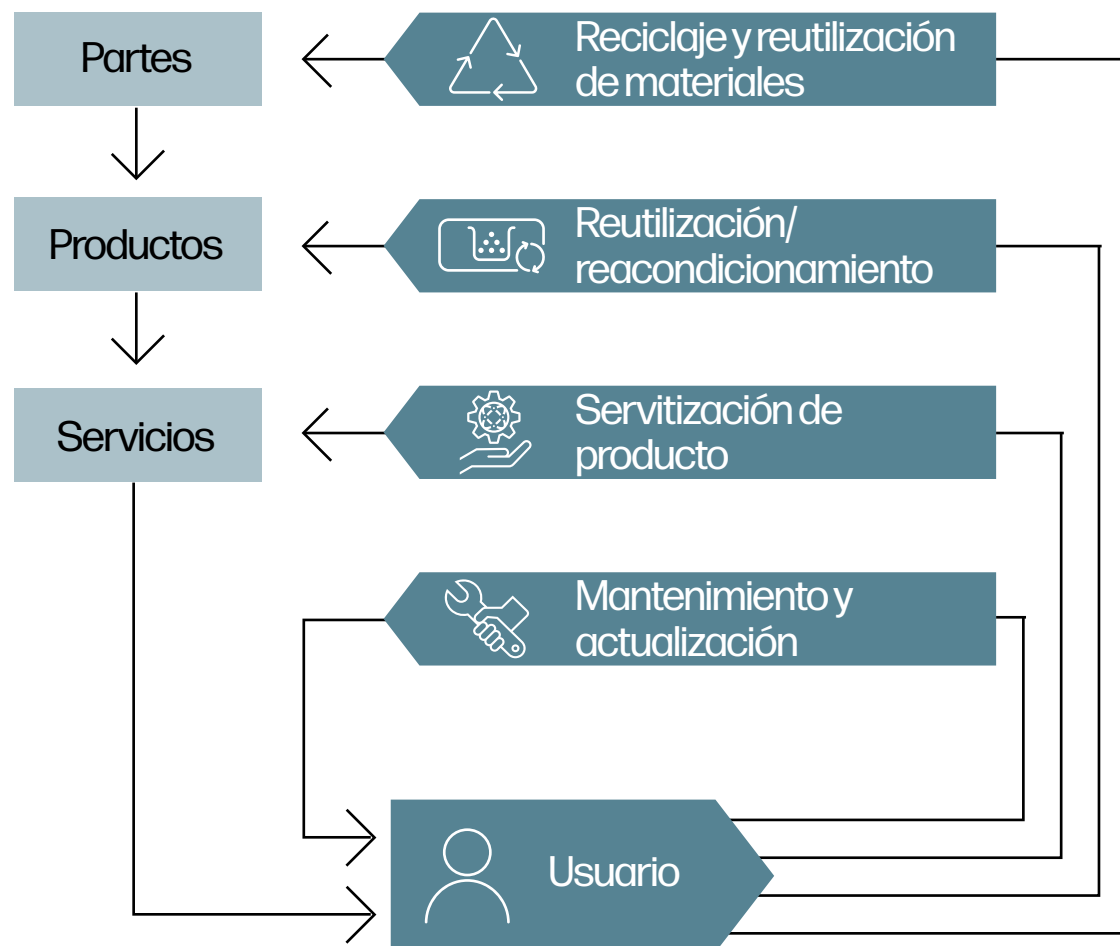 Partes
Reciclaje y reutilización
de materiales
Productos
Reutilización/
reacondicionamiento
Servicios
Servitización de
producto
Mantenimiento y
actualización
Usuario